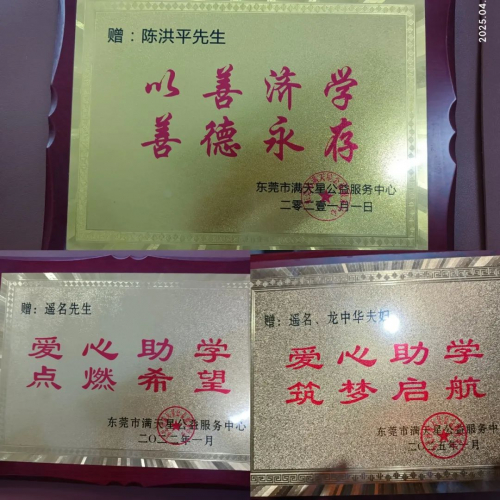 2025.04.
赠：陈洪平先生
以善济学
善德永存
东莞市满天星公益服务中心
二零二壹一月一日
赠：遥名先生
爱心助学
点燃希望
东莞市满天星公益服务中心
二〇二二年一月
赠：遥名、龙中华夫妇
爱心助学
筑梦启航
东莞市满天星公益服务中心
二〇二五年一月